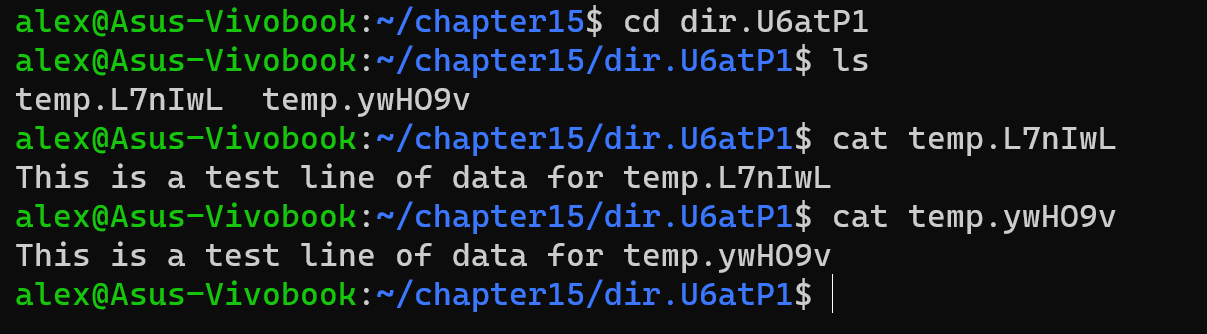 alex@Asus-Vivobook:~/chapter15$ cd dir.U6atP1
alex@Asus-Vivobook:~/chapter15/dir.U6atP1$ ls
temp.L7nIwL  temp.ywHO9v
alex@Asus-Vivobook:~/chapter15/dir.U6atP1$ cat temp.L7nIwL
This is a test line of data for temp.L7nIwL
alex@Asus-Vivobook:~/chapter15/dir.U6atP1$ cat temp.ywHO9v
This is a test line of data for temp.ywHO9v
alex@Asus-Vivobook:~/chapter15/dir.U6atP1$